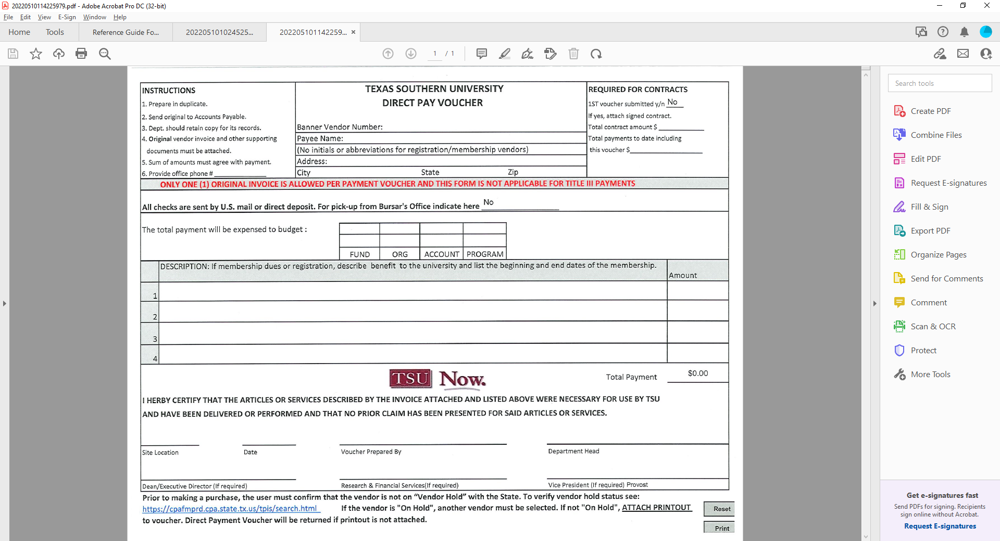 20220510114225979.pdf - Adobe Acrobat Pro DC (32-bit)
File Edit View E-Sign Window Help
Home Tools Reference Guide Fo... 202205101024525... 202205101142259... ×
1 / 1
INSTRUCTIONS
1. Prepare in duplicate.
2. Send original to Accounts Payable.
3. Dept. should retain copy for its records.
4. Original vendor invoice and other supporting
documents must be attached.
5. Sum of amounts must agree with payment.
6. Provide office phone # ____________
TEXAS SOUTHERN UNIVERSITY
DIRECT PAY VOUCHER
Banner Vendor Number:
Payee Name:
(No initials or abbreviations for registration/membership vendors)
Address:
City State Zip
REQUIRED FOR CONTRACTS
1ST voucher submitted y/n No
If yes, attach signed contract.
Total contract amount $ ____________
Total payments to date including
this voucher $____________
ONLY ONE (1) ORIGINAL INVOICE IS ALLOWED PER PAYMENT VOUCHER AND THIS FORM IS NOT APPLICABLE FOR TITLE III PAYMENTS
All checks are sent by U.S. mail or direct deposit. For pick-up from Bursar's Office indicate here No
The total payment will be expensed to budget :
FUND ORG ACCOUNT PROGRAM
DESCRIPTION: If membership dues or registration, describe benefit to the university and list the beginning and end dates of the membership.
Amount
1
2
3
4
TSU Now.
Total Payment $0.00
I HERBY CERTIFY THAT THE ARTICLES OR SERVICES DESCRIBED BY THE INVOICE ATTACHED AND LISTED ABOVE WERE NECESSARY FOR USE BY TSU
AND HAVE BEEN DELIVERED OR PERFORMED AND THAT NO PRIOR CLAIM HAS BEEN PRESENTED FOR SAID ARTICLES OR SERVICES.
Site Location Date Voucher Prepared By Department Head
Dean/Executive Director (If required) Research & Financial Services(If required) Vice President (If required) Provost
Prior to making a purchase, the user must confirm that the vendor is not on “Vendor Hold” with the State. To verify vendor hold status see:
https://cpafmprd.cpa.state.tx.us/tpis/search.html If the vendor is "On Hold", another vendor must be selected. If not "On Hold", ATTACH PRINTOUT
to voucher. Direct Payment Voucher will be returned if printout is not attached.
Reset
Print
Search tools
Create PDF
Combine Files
Edit PDF
Request E-signatures
Fill & Sign
Export PDF
Organize Pages
Send for Comments
Comment
Scan & OCR
Protect
More Tools
Get e-signatures fast
Send PDFs for signing. Recipients
sign online without Acrobat.
Request E-signatures